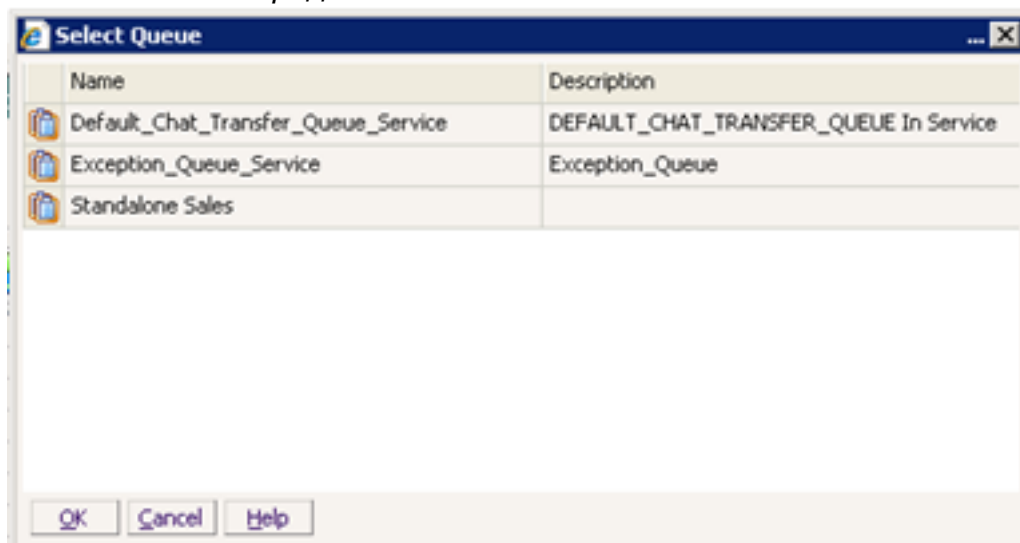 Select Queue ...
Name Description
Default_Chat_Transfer_Queue_Service DEFAULT_CHAT_TRANSFER_QUEUE In Service
Exception_Queue_Service Exception_Queue
Standalone Sales
OK Cancel Help